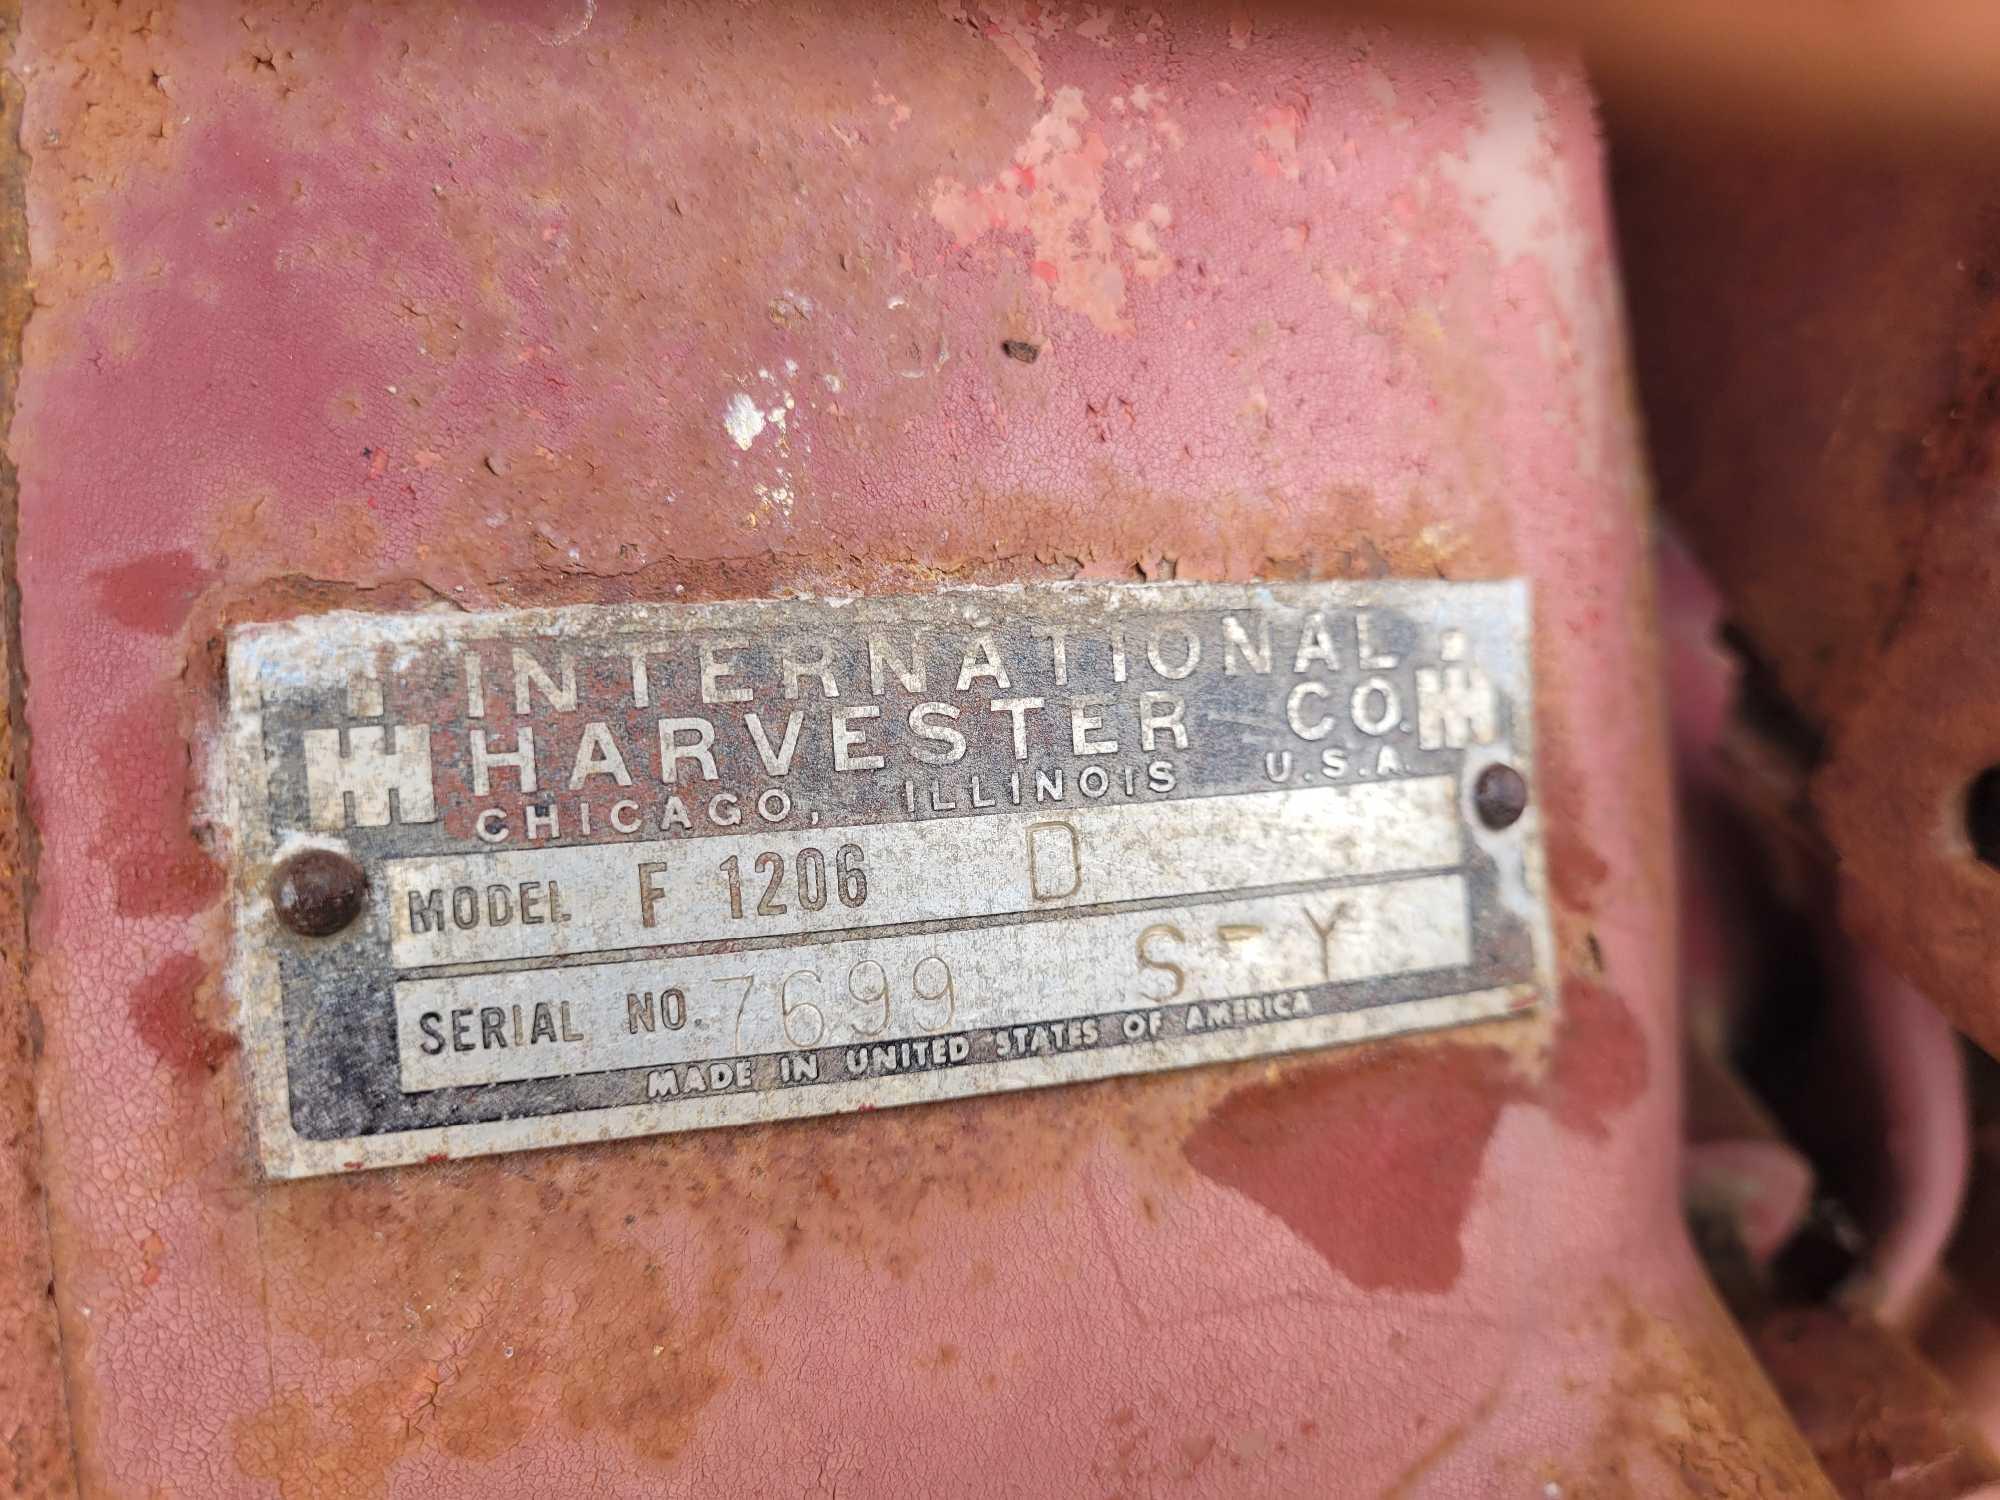 INTERNATIONAL
HARVESTER CO.
CHICAGO, ILLINOIS U.S.A.
MODEL F 1206 D
SERIAL NO. 7699 S-Y
MADE IN UNITED STATES OF AMERICA